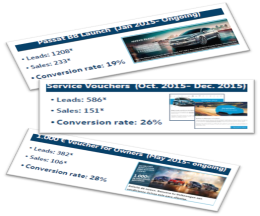 Passat B8 Launch (Jan 2015- Ongoing)
• Leads: 1208*
• Sales: 233*
• Conversion rate: 19%
Service Vouchers (Oct. 2015– Dec. 2015)
• Leads: 586*
• Sales: 151*
• Conversion rate: 26%
1 000 € Voucher for Owners (May 2015– ongoing)
• Leads: 382*
• Sales: 106*
• Conversion rate: 28%